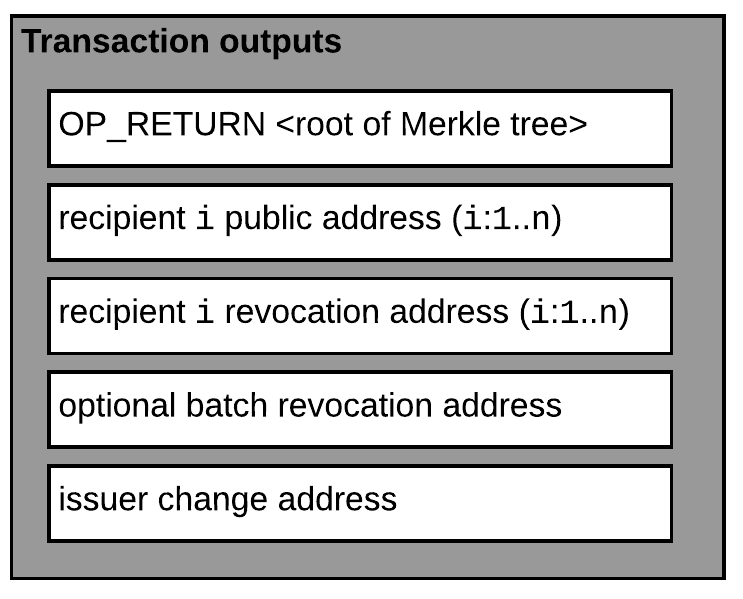 Transaction outputs
OP_RETURN <root of Merkle tree>
recipient i public address (i:1..n)
recipient i revocation address (i:1..n)
optional batch revocation address
issuer change address